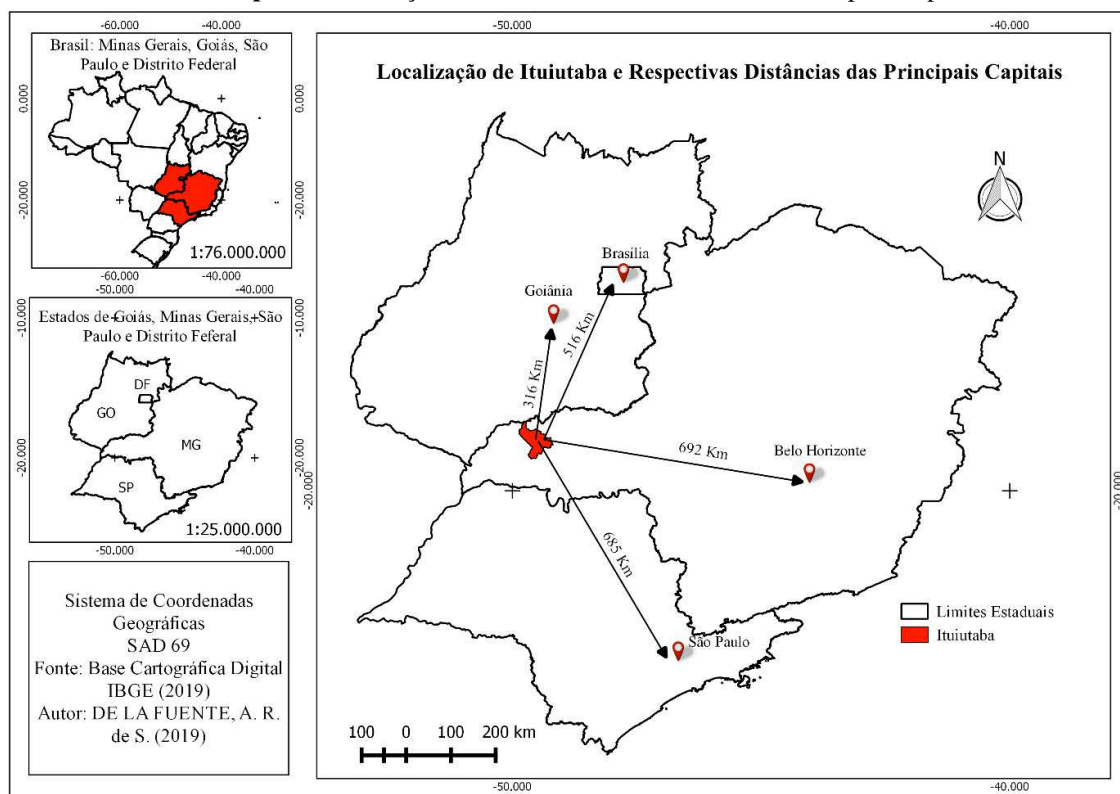 -60.000 -40.000
Brasil: Minas Gerais, Goiás, São
Paulo e Distrito Federal
0.000
0.000
-20.000
-20.000
1:76.000.000
-60.000 -40.000
-50.000 -40.000
-10.000
-10.000
Estados de Goiás, Minas Gerais, São
Paulo e Distrito Feferal
DF
GO
MG
SP
-20.000
-20.000
1:25.000.000
-50.000 -40.000
Sistema de Coordenadas
Geográficas
SAD 69
Fonte: Base Cartográfica Digital
IBGE (2019)
Autor: DE LA FUENTE, A. R.
de S. (2019)
-50.000 -40.000
Localização de Ituiutaba e Respectivas Distâncias das Principais Capitais
N
Brasília
Goiânia
516 Km
316 Km
692 Km
Belo Horizonte
-20.000
-20.000
685 Km
São Paulo
Limites Estaduais
Ituiutaba
100 0 100 200 km
-50.000 -40.000